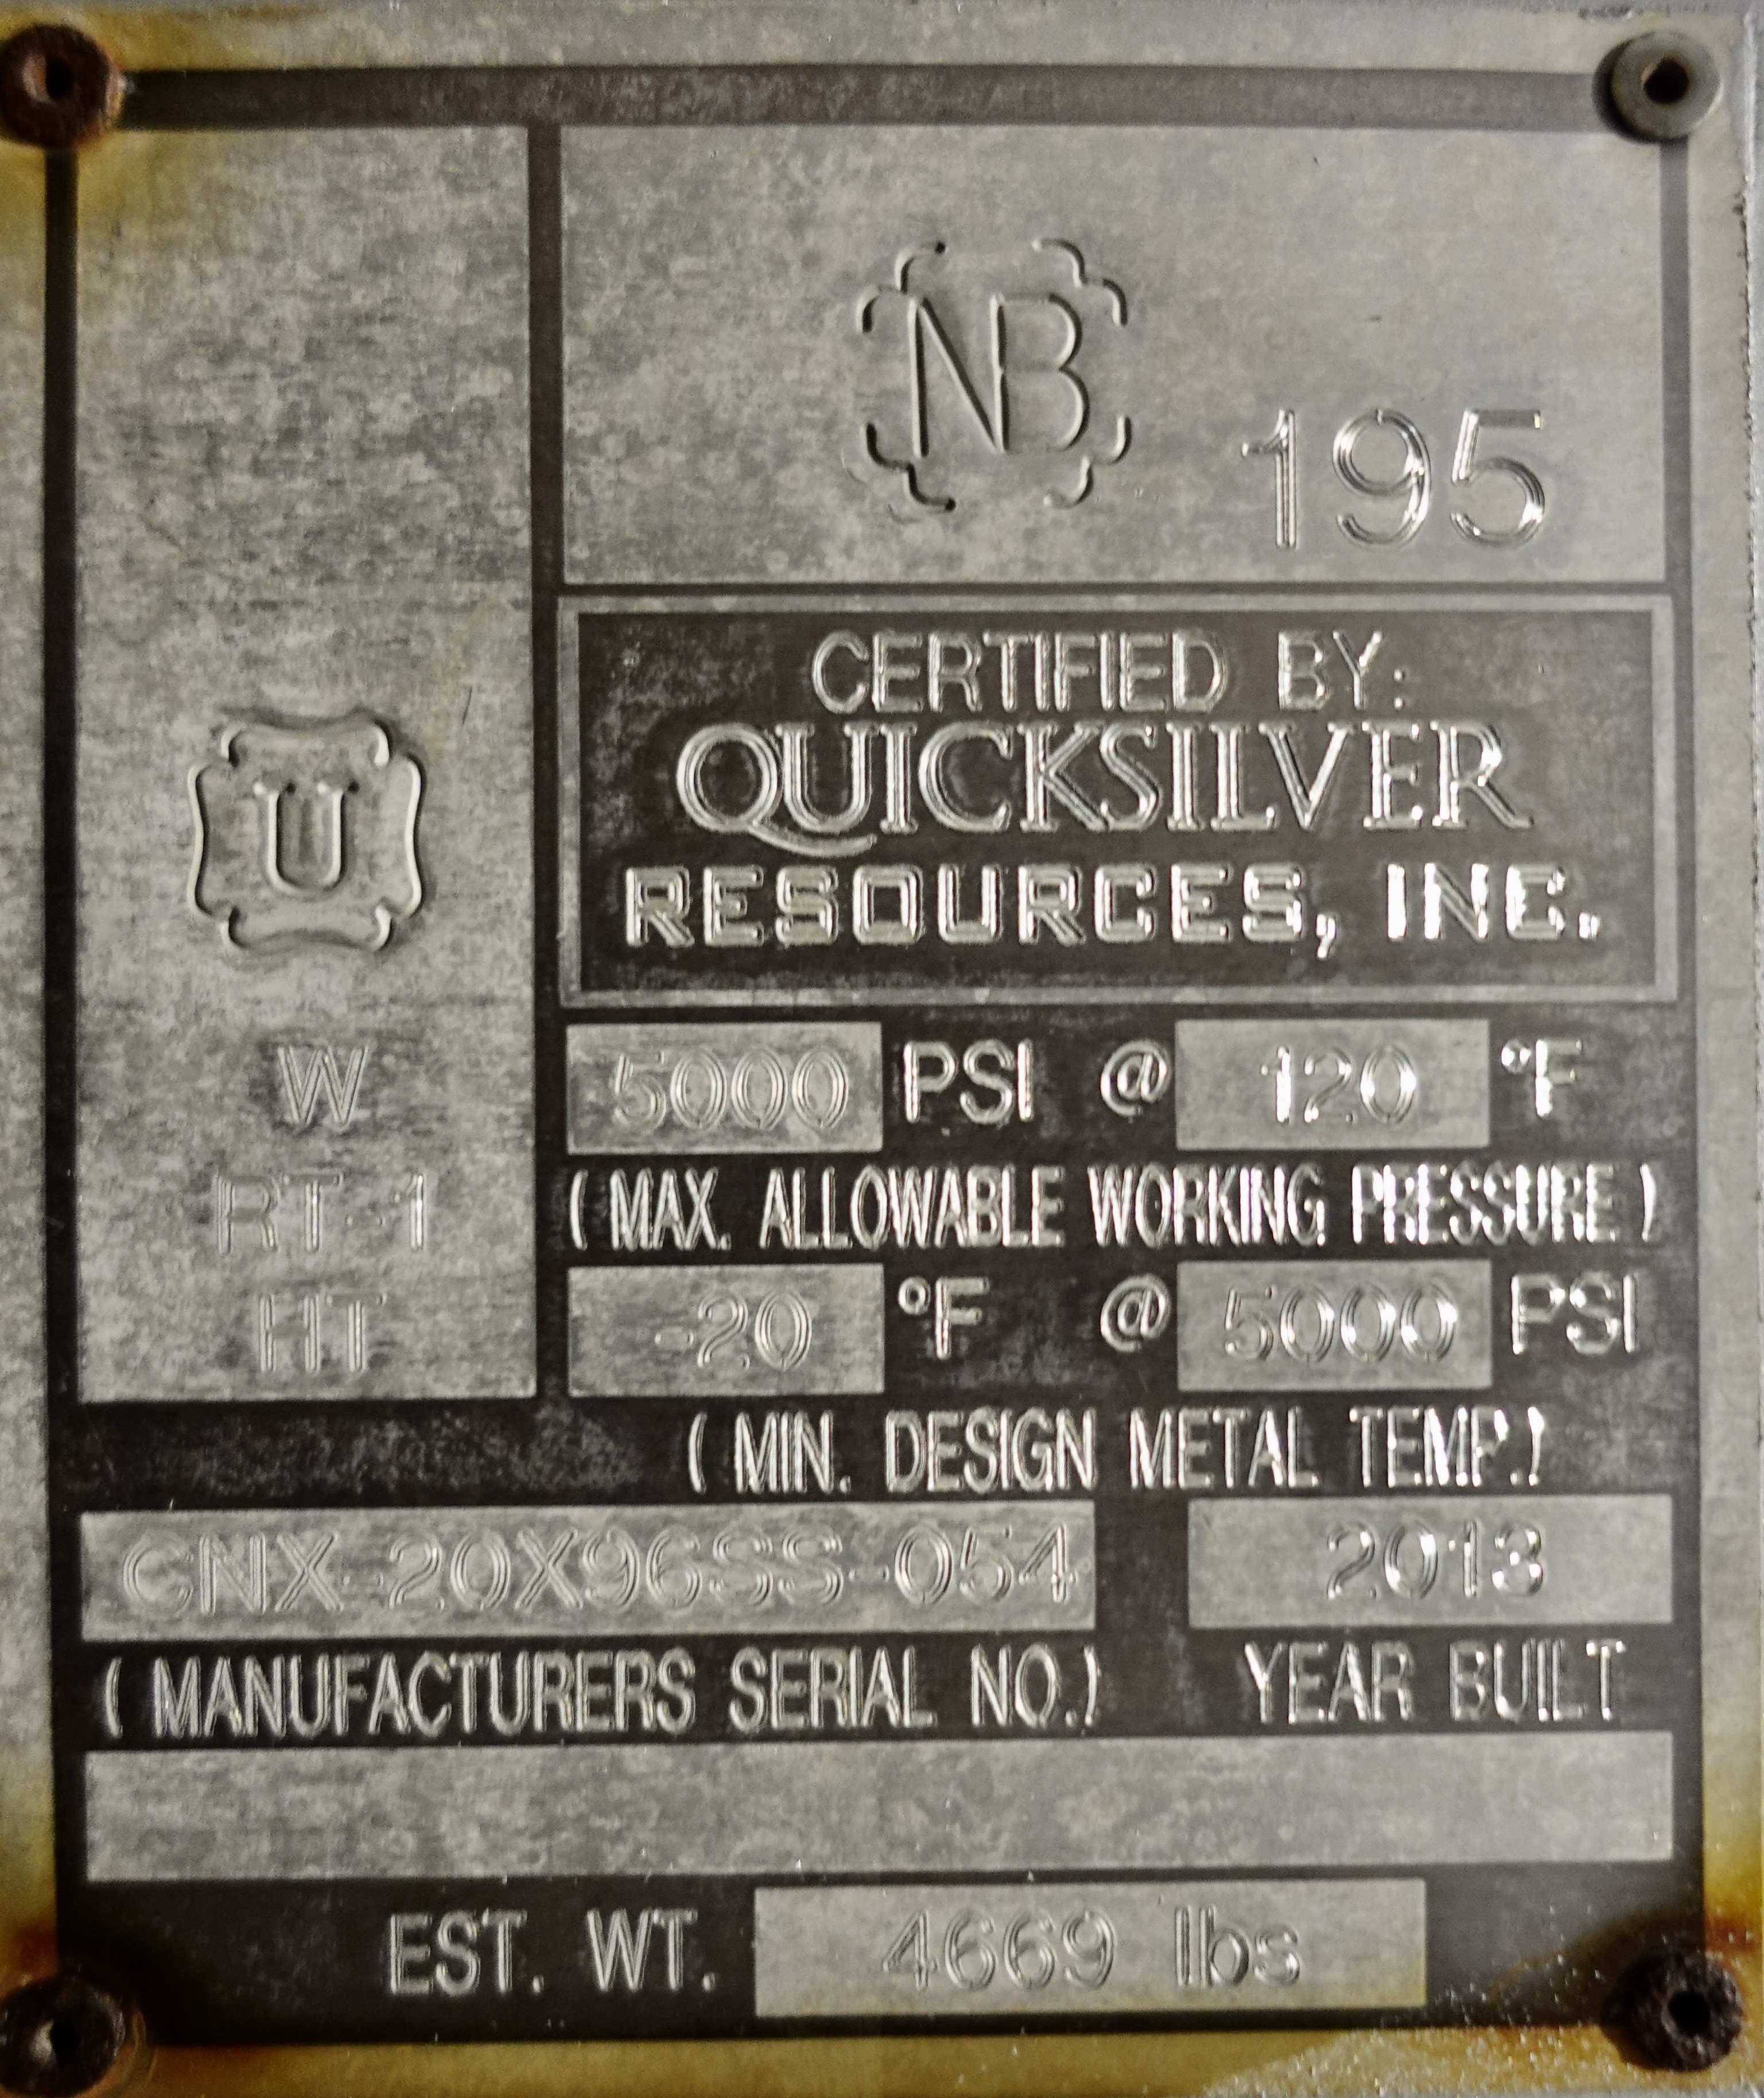 NB
195
CERTIFIED BY:
QUICKSILVER
RESOURCES, INC.
U
W
RT-1
HT
5000 PSI @ 120 °F
(MAX. ALLOWABLE WORKING PRESSURE)
-20 °F @ 5000 PSI
(MIN. DESIGN METAL TEMP.)
CNX-20X96SS-054 2013
(MANUFACTURERS SERIAL NO.) YEAR BUILT
EST. WT. 4669 lbs